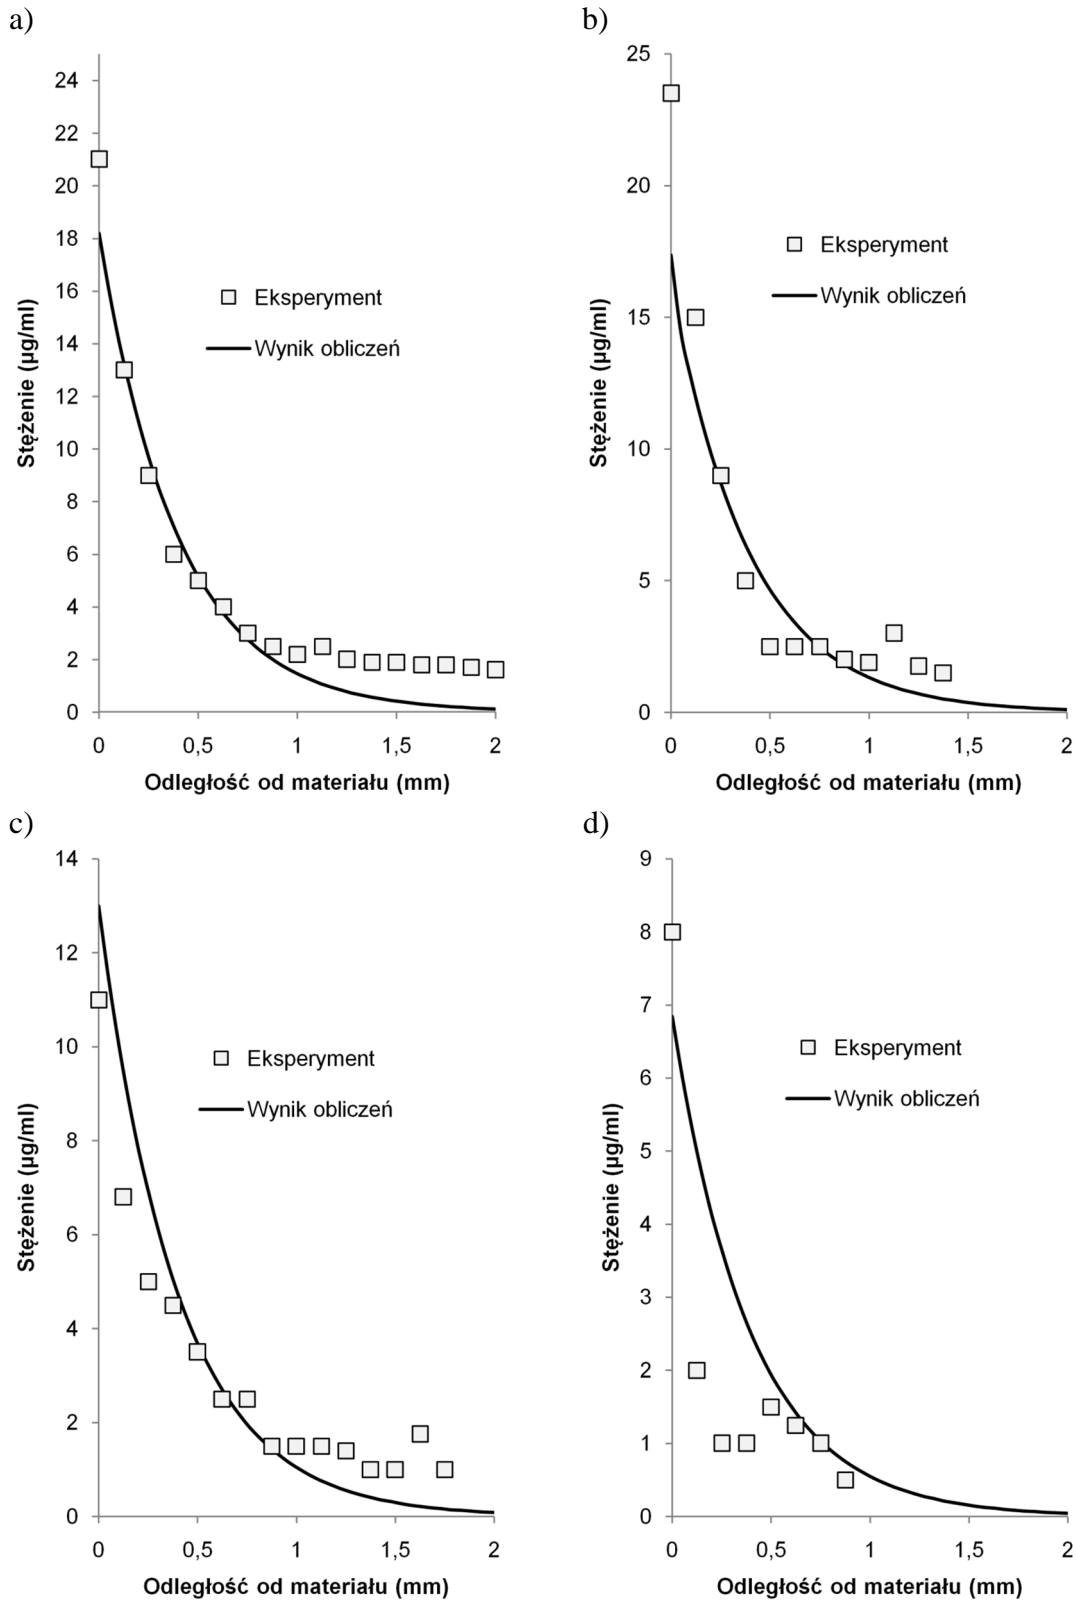 a)
24
22
20
18
16
14
12
10
8
6
4
2
0
Stężenie (µg/ml)
Eksperyment
Wynik obliczeń
0 0,5 1 1,5 2
Odległość od materiału (mm)
b)
25
20
15
10
5
0
Stężenie (µg/ml)
Eksperyment
Wynik obliczeń
0 0,5 1 1,5 2
Odległość od materiału (mm)
c)
14
12
10
8
6
4
2
0
Stężenie (µg/ml)
Eksperyment
Wynik obliczeń
0 0,5 1 1,5 2
Odległość od materiału (mm)
d)
9
8
7
6
5
4
3
2
1
0
Stężenie (µg/ml)
Eksperyment
Wynik obliczeń
0 0,5 1 1,5 2
Odległość od materiału (mm)